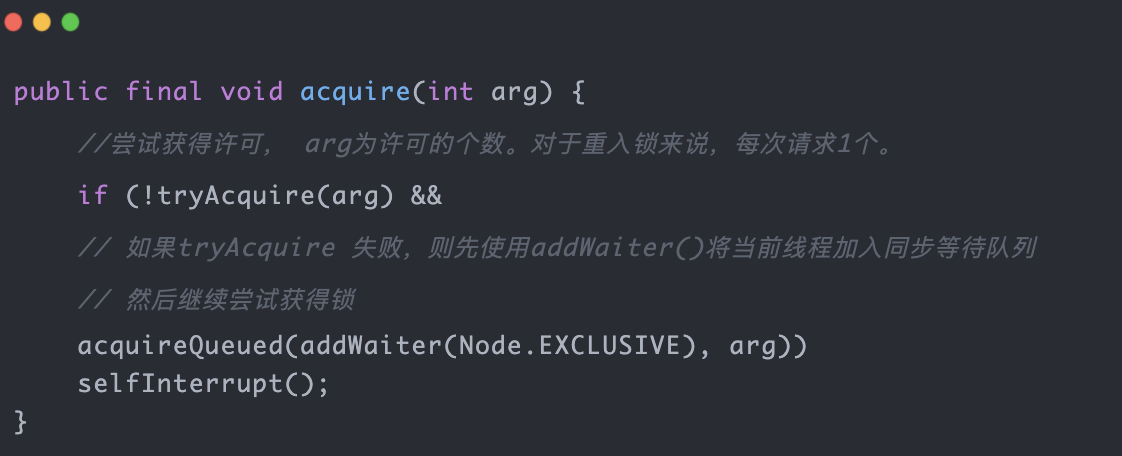 public final void acquire(int arg) {
//尝试获得许可， arg为许可的个数。对于重入锁来说，每次请求1个。
if (!tryAcquire(arg) &&
// 如果tryAcquire 失败，则先使用addWaiter()将当前线程加入同步等待队列
// 然后继续尝试获得锁
acquireQueued(addWaiter(Node.EXCLUSIVE), arg))
selfInterrupt();
}